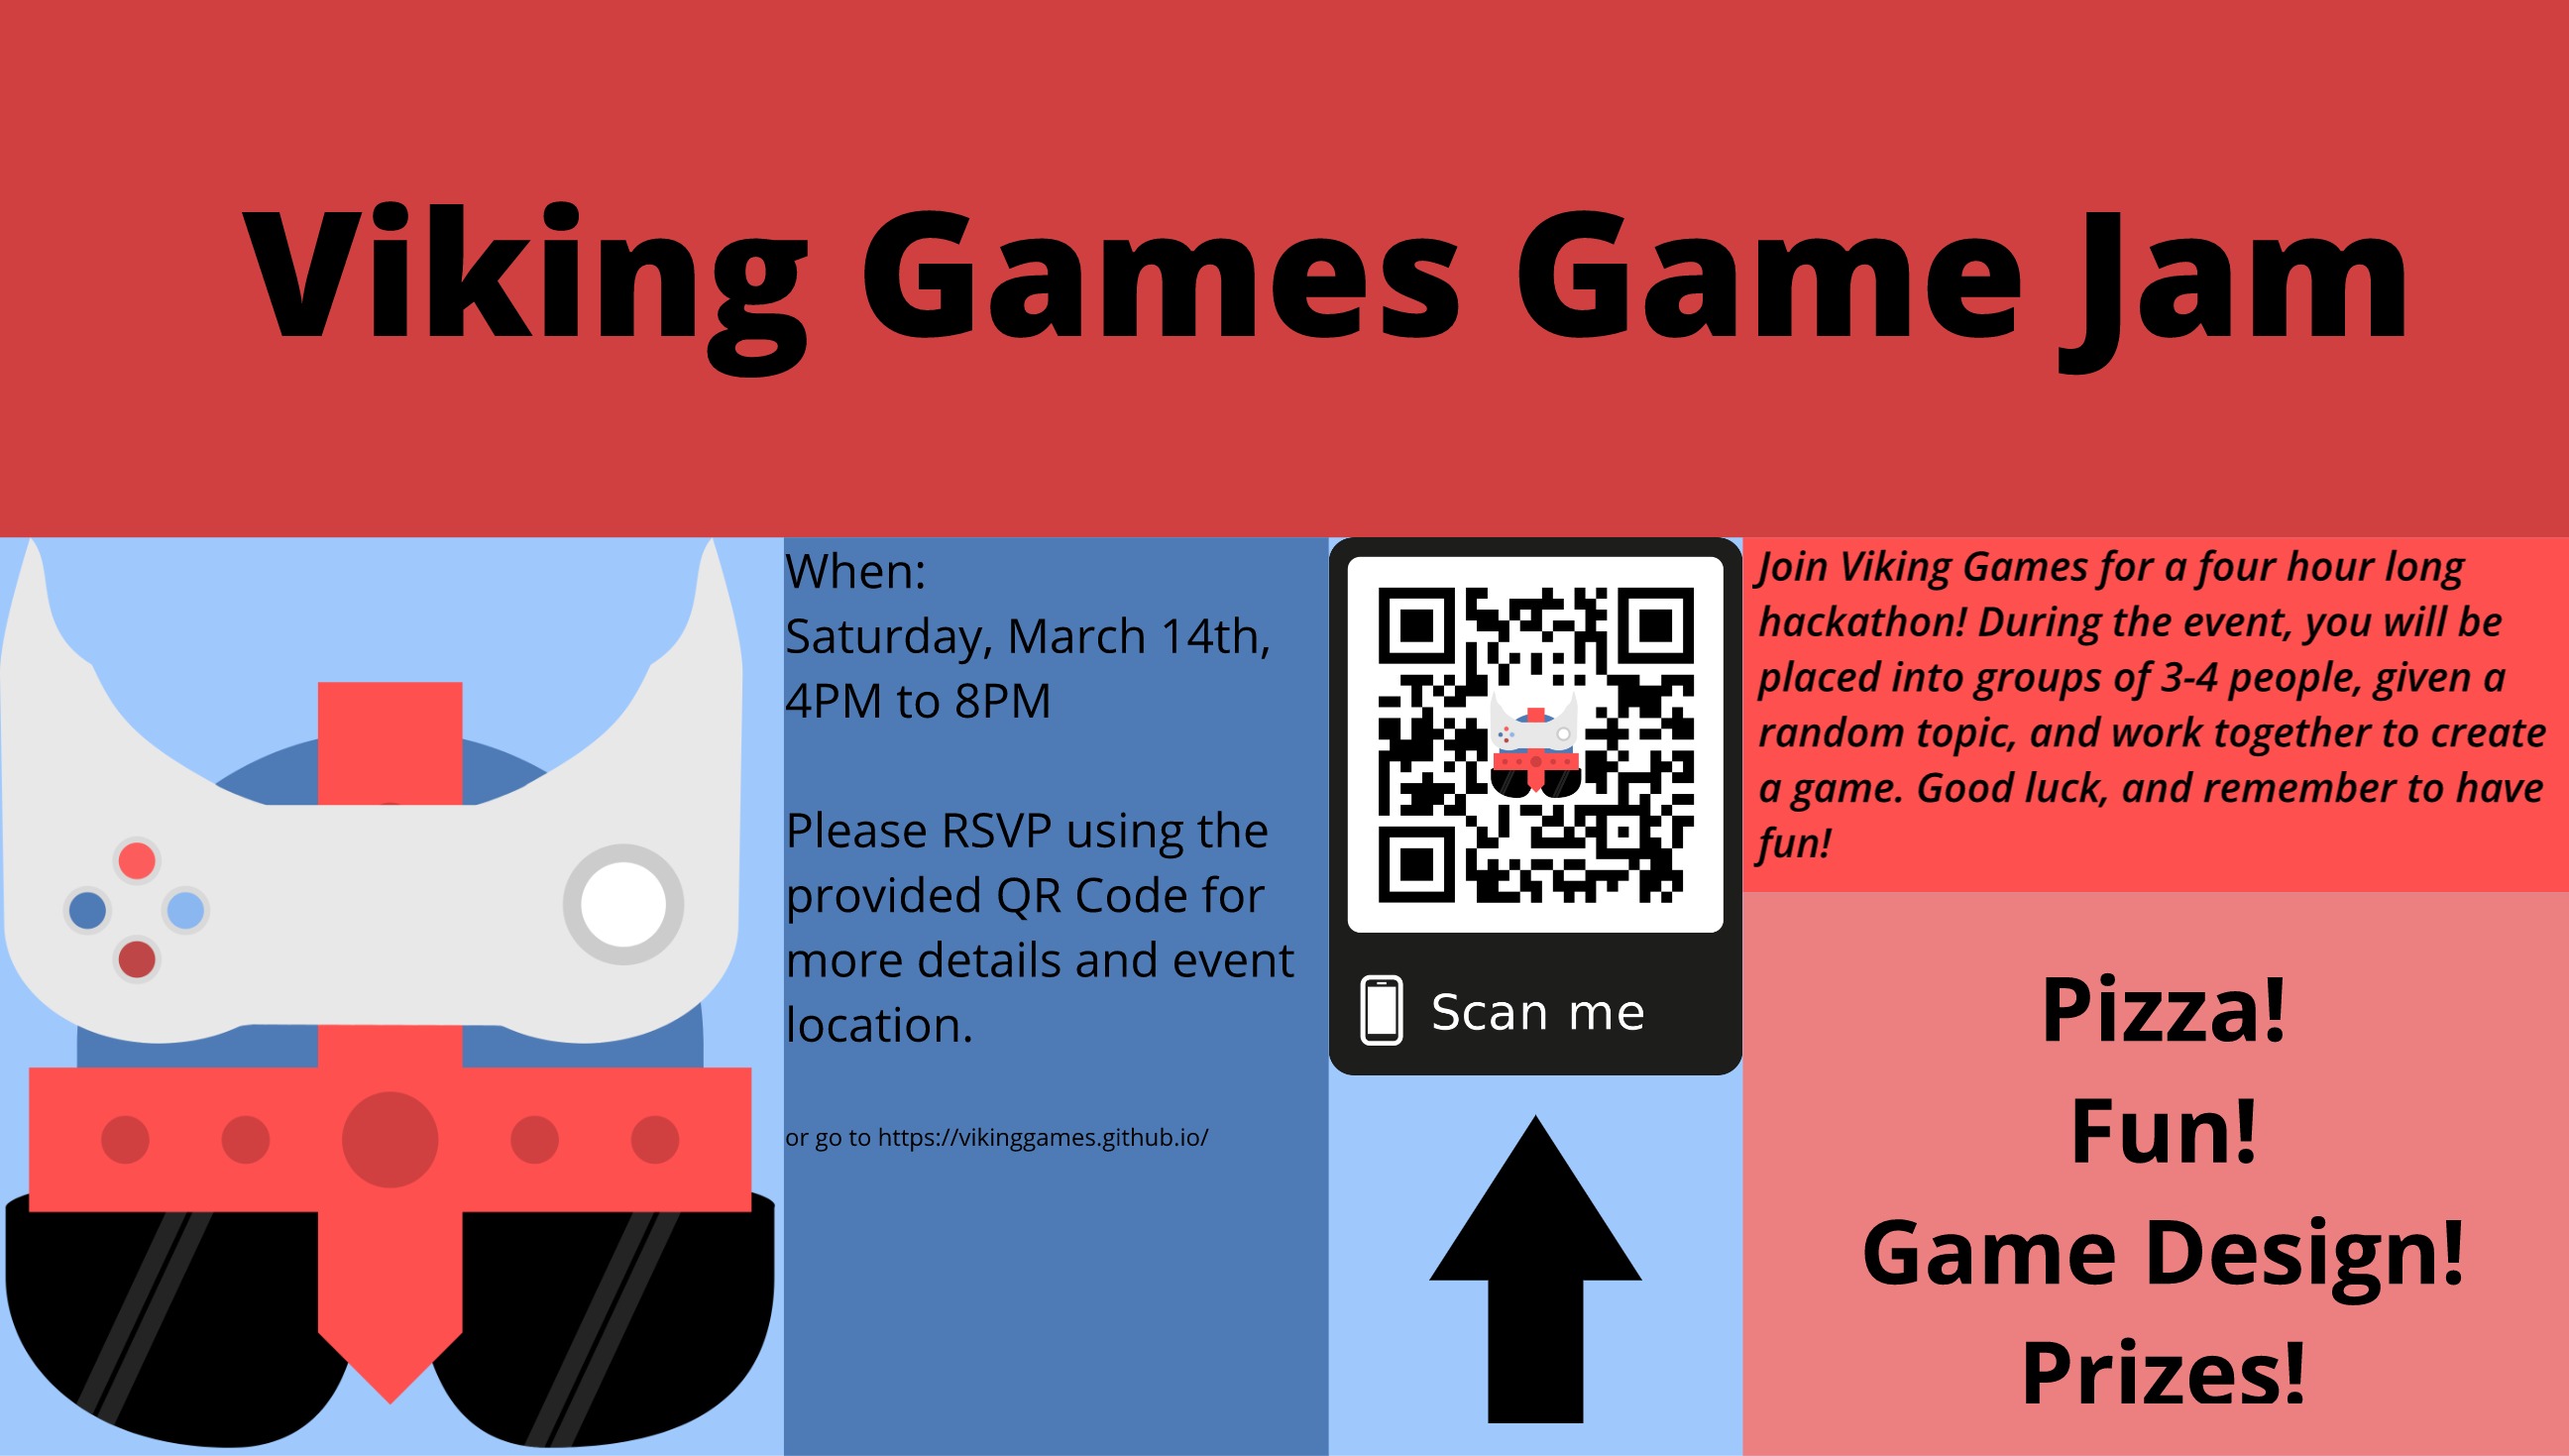 Viking Games Game Jam
When:
Saturday, March 14th,
4PM to 8PM
Please RSVP using the
provided QR Code for
more details and event
location.
or go to https://vikinggames.github.io/
Scan me
Join Viking Games for a four hour long
hackathon! During the event, you will be
placed into groups of 3-4 people, given a
random topic, and work together to create
a game. Good luck, and remember to have
fun!
Pizza!
Fun!
Game Design!
Prizes!